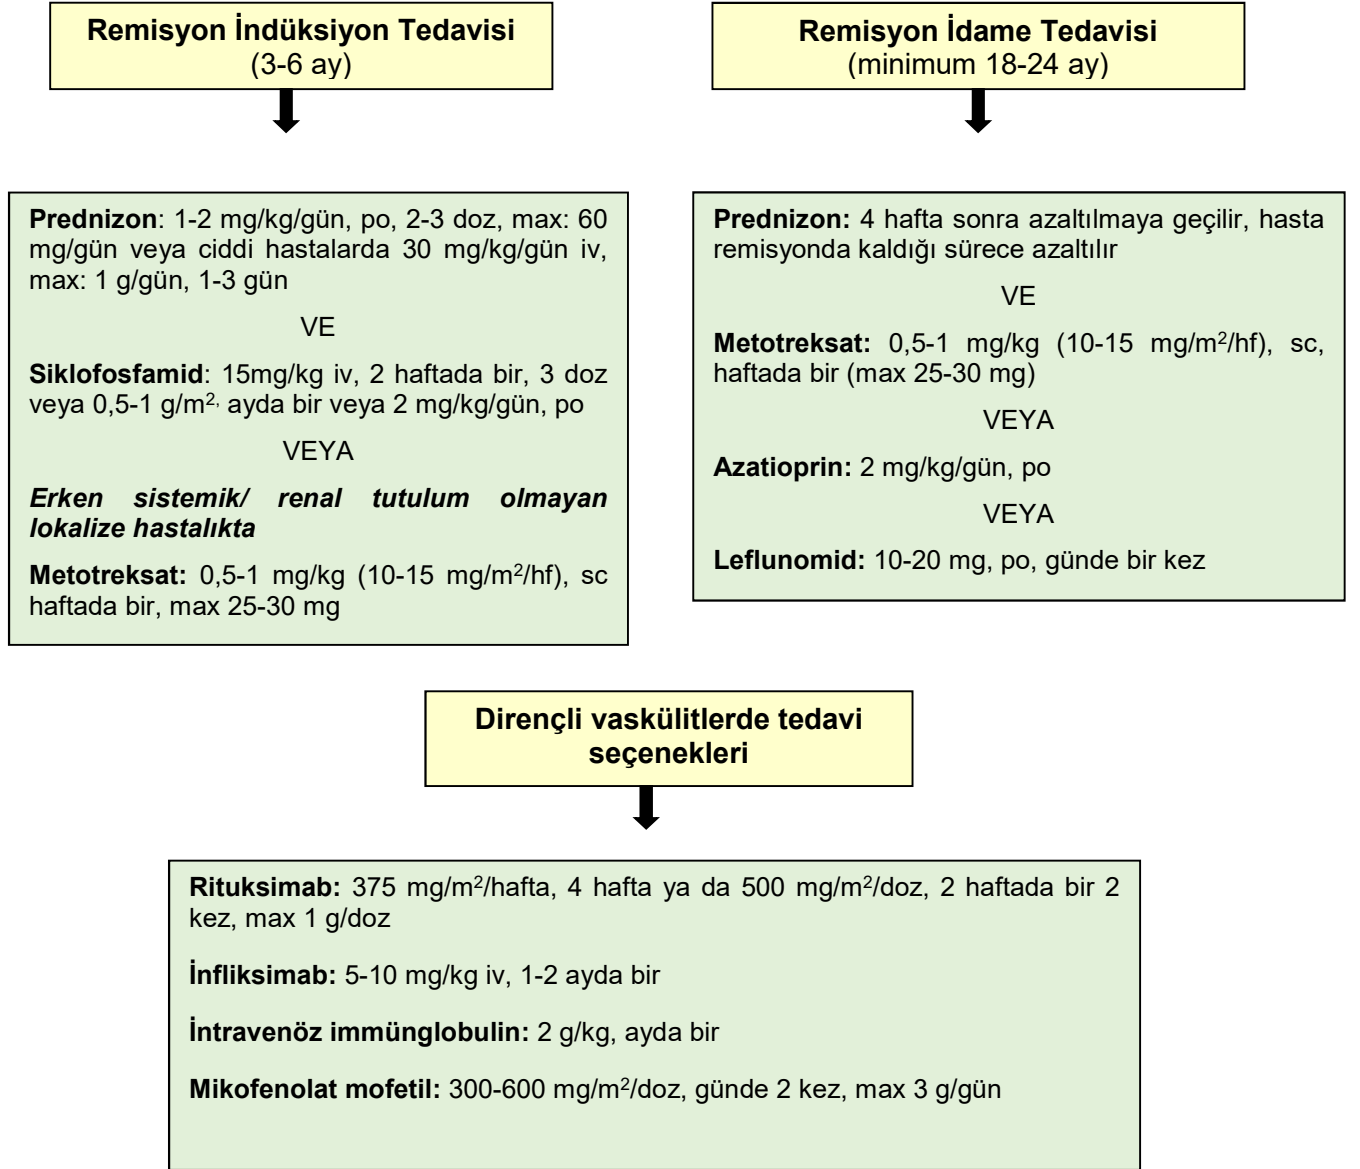 Remisyon İndüksiyon Tedavisi
(3-6 ay)
Remisyon İdame Tedavisi
(minimum 18-24 ay)
Prednizon: 1-2 mg/kg/gün, po, 2-3 doz, max: 60
mg/gün veya ciddi hastalarda 30 mg/kg/gün iv,
max: 1 g/gün, 1-3 gün
VE
Siklofosfamid: 15mg/kg iv, 2 haftada bir, 3 doz
veya 0,5-1 g/m², ayda bir veya 2 mg/kg/gün, po
VEYA
Erken sistemik/ renal tutulum olmayan
lokalize hastalıkta
Metotreksat: 0,5-1 mg/kg (10-15 mg/m²/hf), sc
haftada bir, max 25-30 mg
Prednizon: 4 hafta sonra azaltılmaya geçilir, hasta
remisyonda kaldığı sürece azaltılır
VE
Metotreksat: 0,5-1 mg/kg (10-15 mg/m²/hf), sc,
haftada bir (max 25-30 mg)
VEYA
Azatioprin: 2 mg/kg/gün, po
VEYA
Leflunomid: 10-20 mg, po, günde bir kez
Dirençli vaskülitlerde tedavi
seçenekleri
Rituksimab: 375 mg/m²/hafta, 4 hafta ya da 500 mg/m²/doz, 2 haftada bir 2
kez, max 1 g/doz
İnfliksimab: 5-10 mg/kg iv, 1-2 ayda bir
İntravenöz immünglobulin: 2 g/kg, ayda bir
Mikofenolat mofetil: 300-600 mg/m²/doz, günde 2 kez, max 3 g/gün